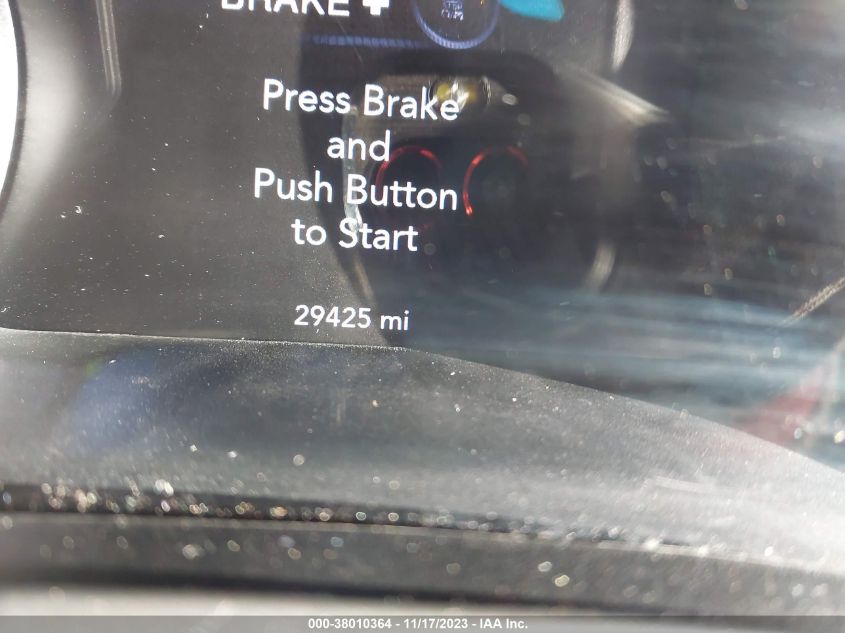 BRAKE +
Press Brake
and
Push Button
to Start
29425 mi
000-38010364 - 11/17/2023 - IAA Inc.